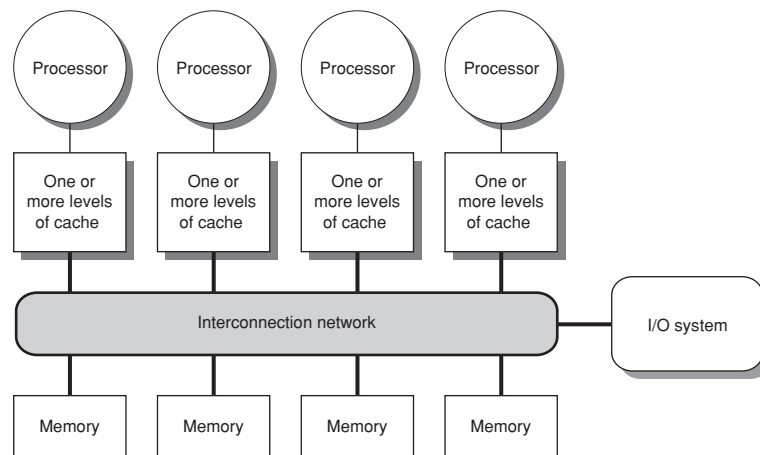 Processor
Processor
Processor
Processor
One or
more levels
of cache
One or
more levels
of cache
One or
more levels
of cache
One or
more levels
of cache
Interconnection network
I/O system
Memory
Memory
Memory
Memory